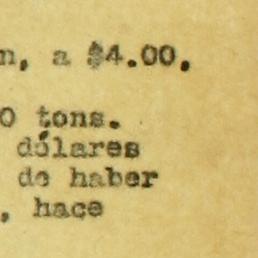 n, a $4.00,
0 tons.
dólares
de haber
, hace